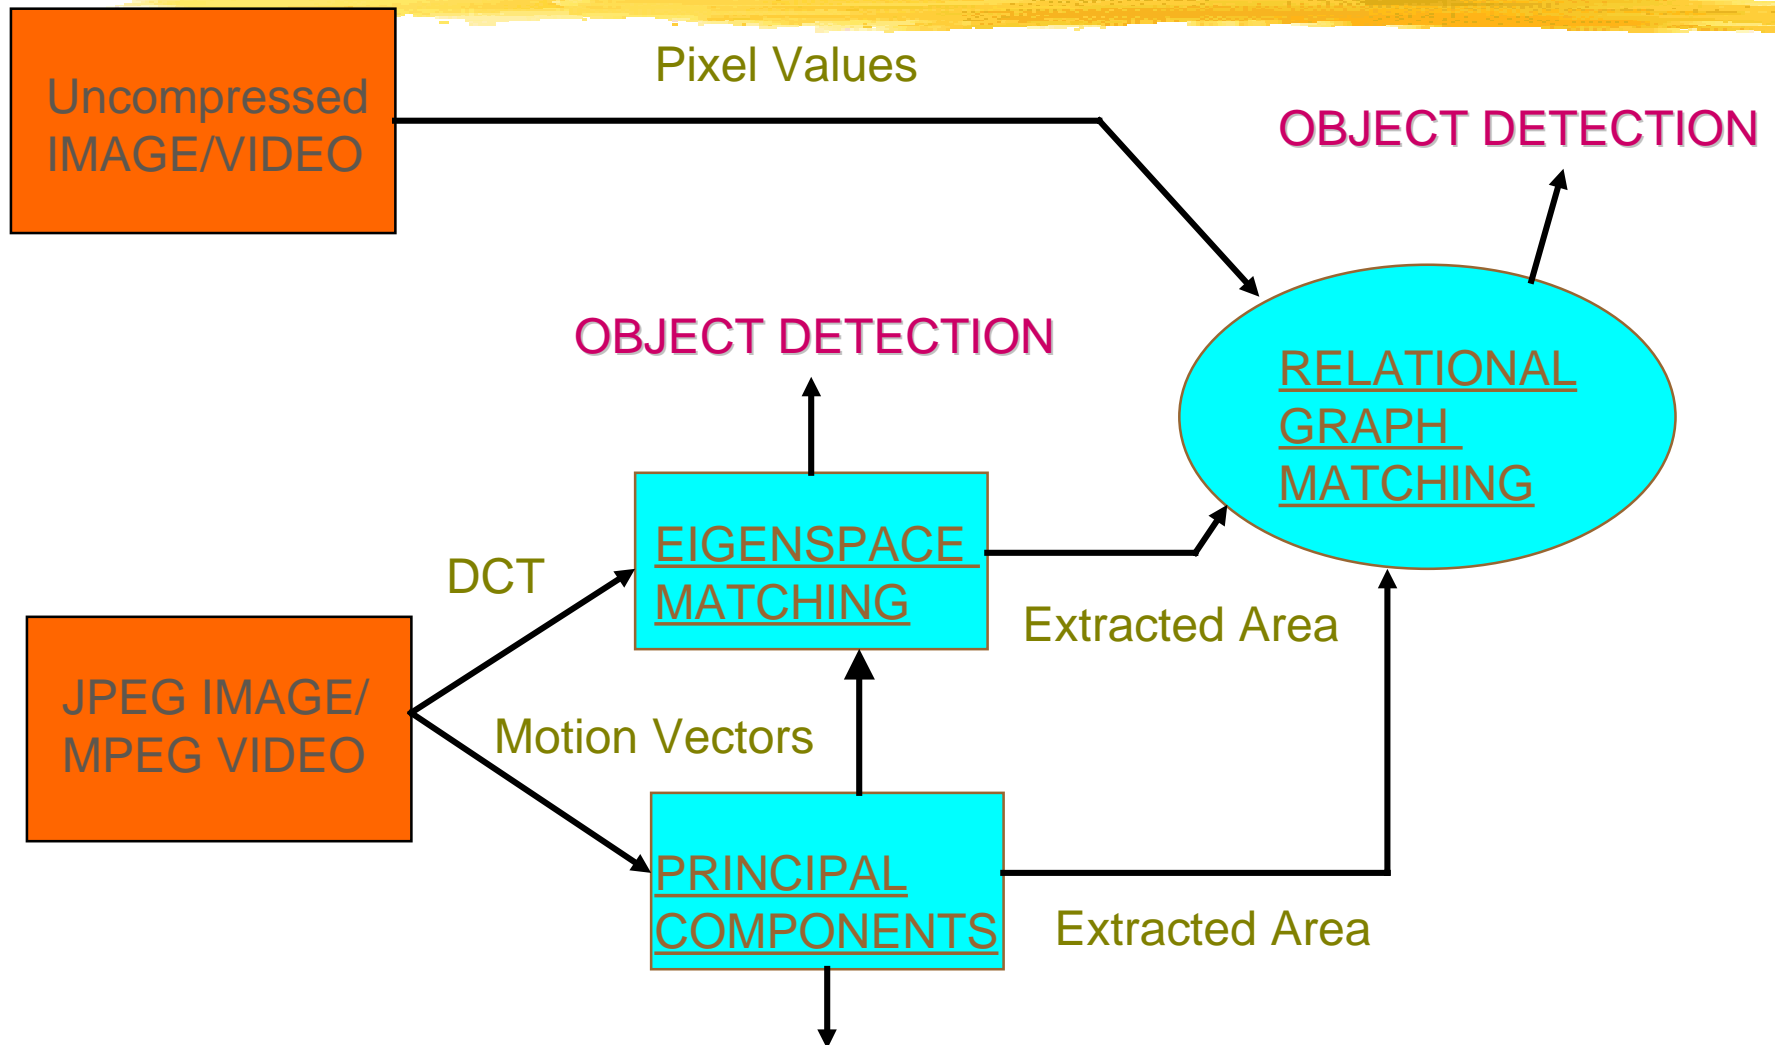 Pixel Values
Uncompressed
IMAGE/VIDEO
OBJECT DETECTION
OBJECT DETECTION
RELATIONAL
GRAPH
MATCHING
EIGENSPACE
MATCHING
DCT
Extracted Area
JPEG IMAGE/
MPEG VIDEO
Motion Vectors
PRINCIPAL
COMPONENTS
Extracted Area